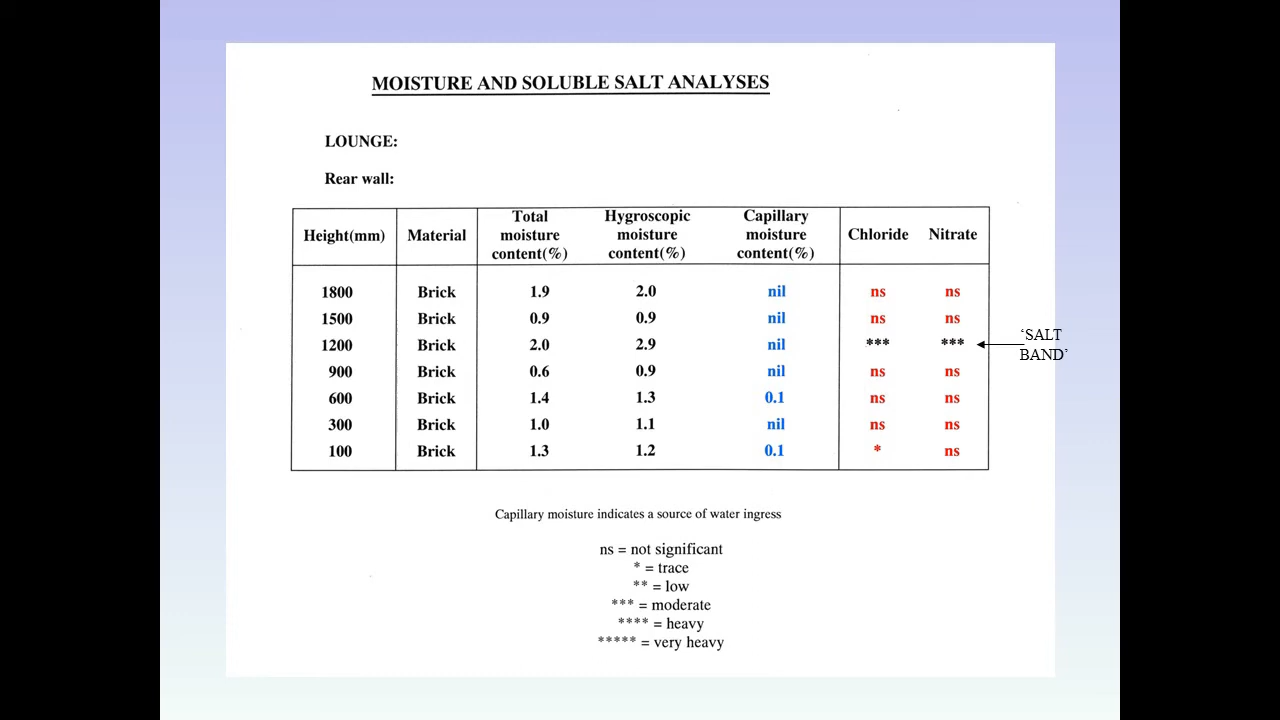 MOISTURE AND SOLUBLE SALT ANALYSES
LOUNGE:
Rear wall:
Height(mm) Material Total moisture content(%) Hygroscopic moisture content(%) Capillary moisture content(%) Chloride Nitrate
1800 Brick 1.9 2.0 nil ns ns
1500 Brick 0.9 0.9 nil ns ns
1200 Brick 2.0 2.9 nil *** *** ‘SALT BAND’
900 Brick 0.6 0.9 nil ns ns
600 Brick 1.4 1.3 0.1 ns ns
300 Brick 1.0 1.1 nil ns ns
100 Brick 1.3 1.2 0.1 * ns
Capillary moisture indicates a source of water ingress
ns = not significant
* = trace
** = low
*** = moderate
**** = heavy
***** = very heavy